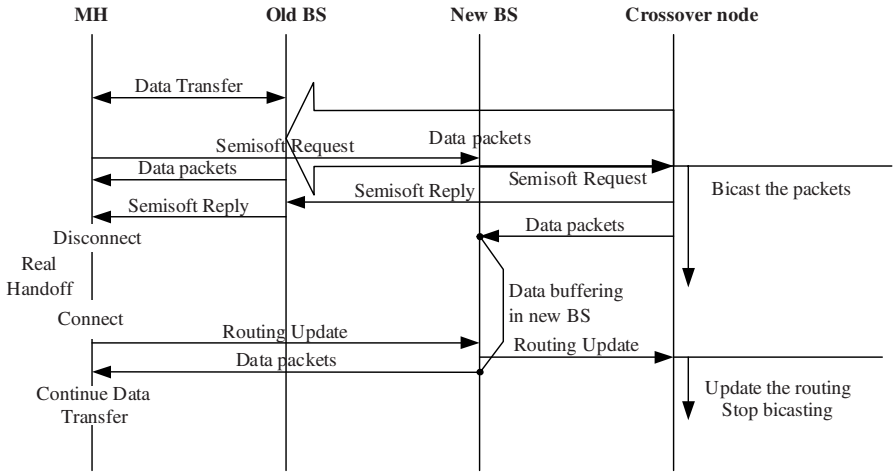 MH
Old BS
New BS
Crossover node
Data Transfer
Data packets
Semisoft Request
Data packets
Semisoft Request
Bicast the packets
Semisoft Reply
Semisoft Reply
Data packets
Disconnect
Real
Handoff
Data buffering
in new BS
Connect
Routing Update
Routing Update
Data packets
Continue Data
Transfer
Update the routing
Stop bicasting